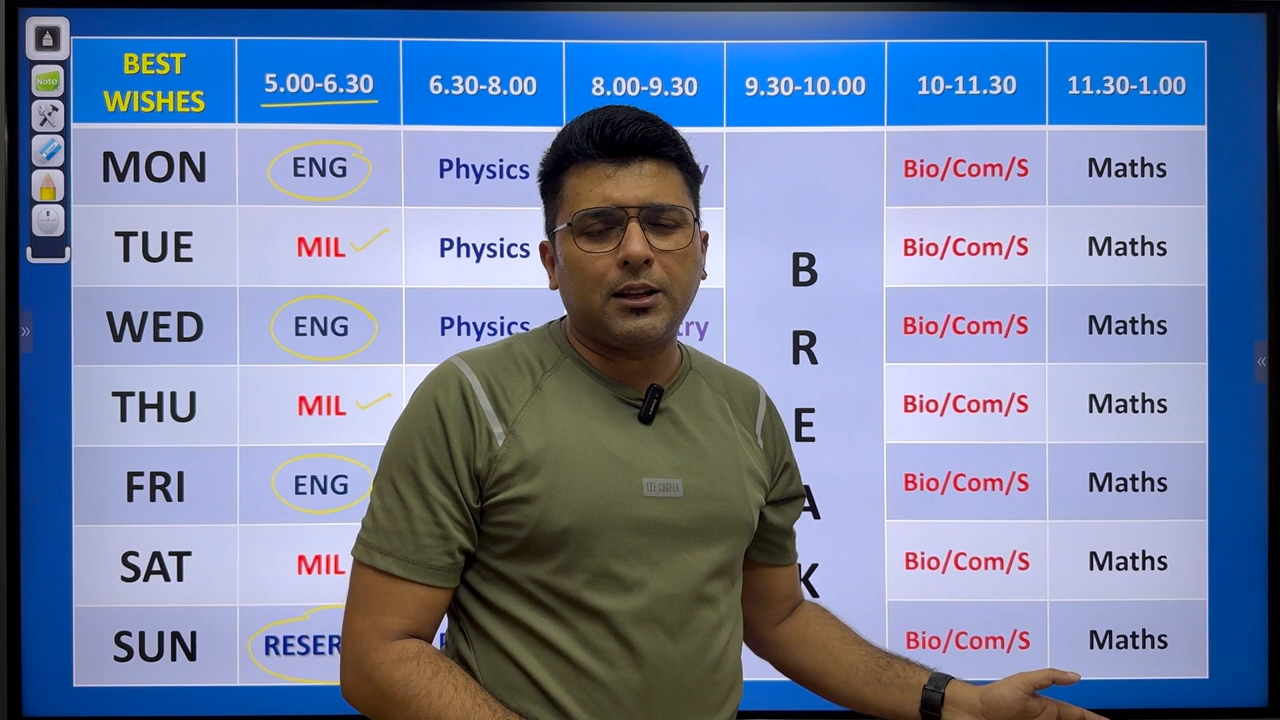 BEST
WISHES
5.00-6.30
6.30-8.00
8.00-9.30
9.30-10.00
10-11.30
11.30-1.00
MON
ENG
Physics
Bio/Com/S
Maths
TUE
MIL
Physics
Bio/Com/S
Maths
WED
ENG
Physics
Bio/Com/S
Maths
THU
MIL
Bio/Com/S
Maths
FRI
ENG
Bio/Com/S
Maths
SAT
MIL
Bio/Com/S
Maths
SUN
Bio/Com/S
Maths
B
R
E
A
K
Note
LEE COOPER